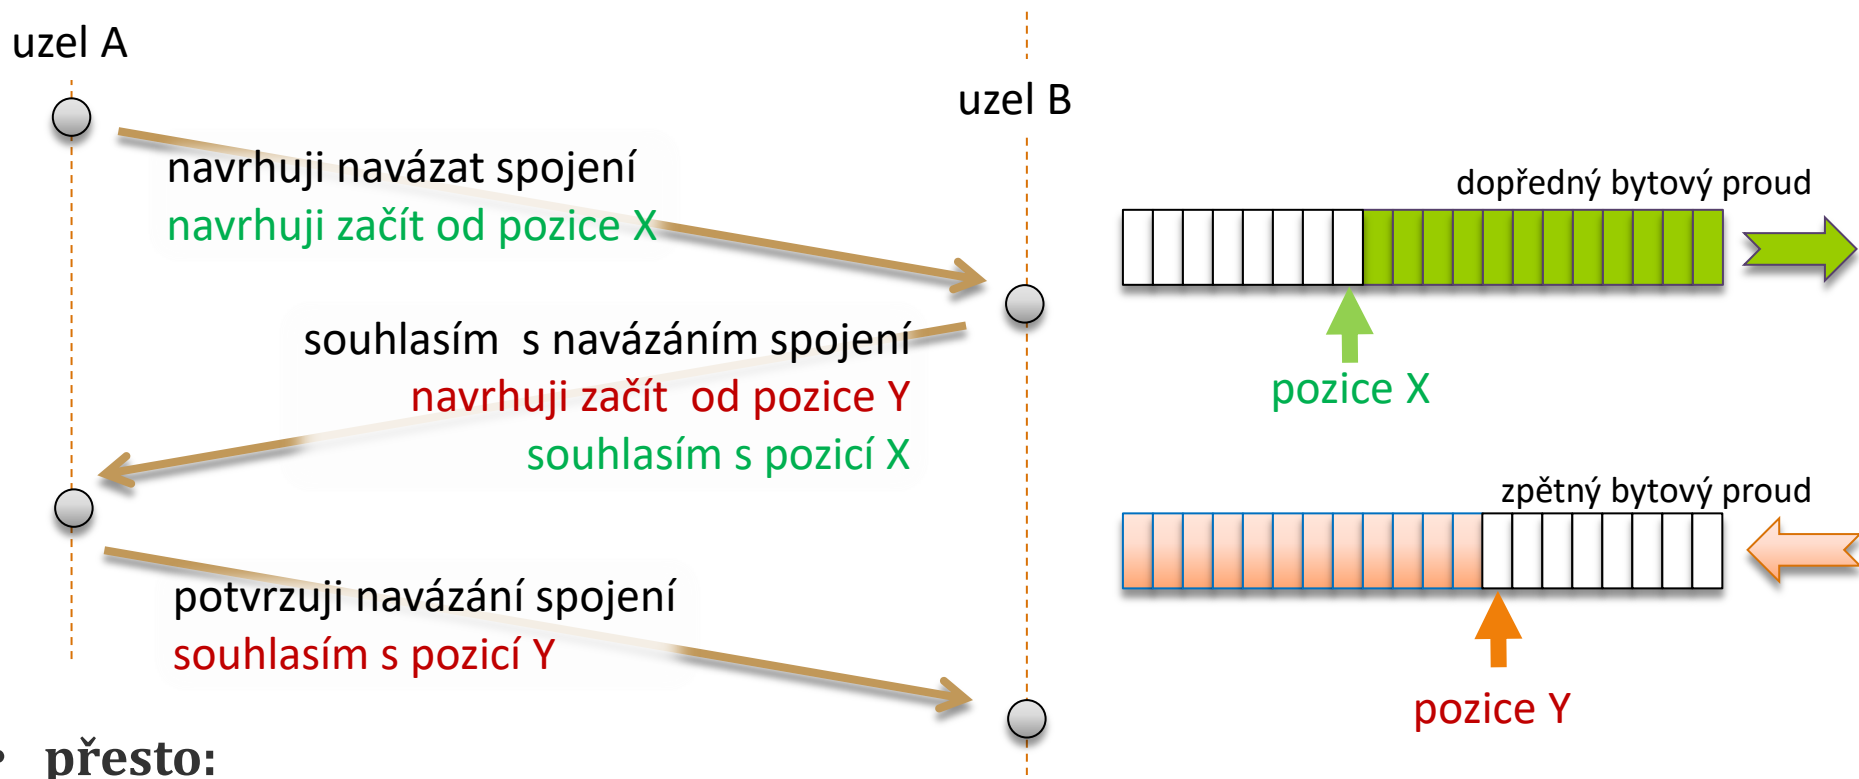 uzel A
uzel B
navrhuji navázat spojení
navrhuji začít od pozice X
souhlasím s navázáním spojení
navrhuji začít od pozice Y
souhlasím s pozicí X
potvrzuji navázání spojení
souhlasím s pozicí Y
dopředný bytový proud
pozice X
zpětný bytový proud
pozice Y
• přesto: